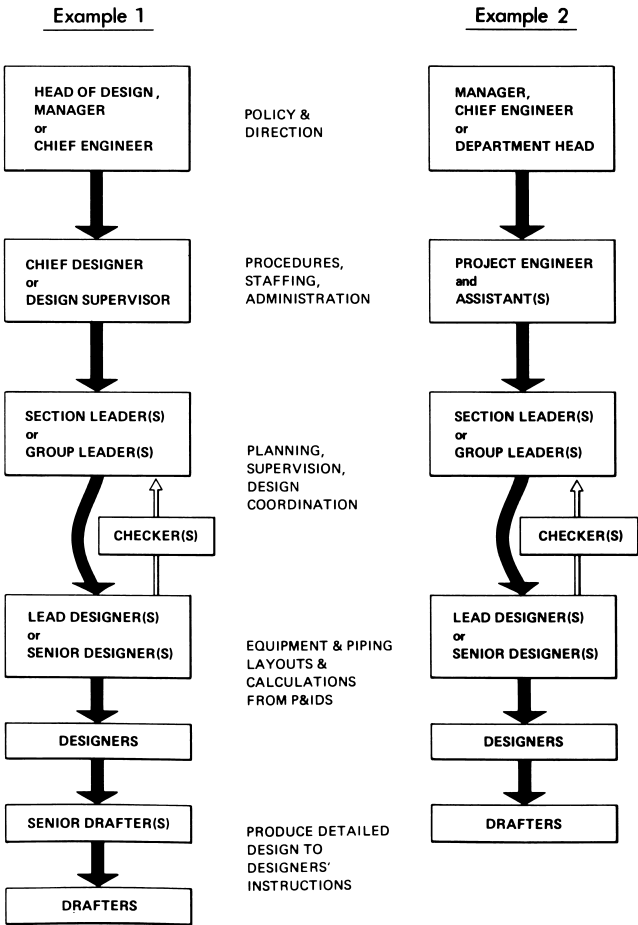 Example 1
HEAD OF DESIGN,
MANAGER
or
CHIEF ENGINEER
CHIEF DESIGNER
or
DESIGN SUPERVISOR
SECTION LEADER(S)
or
GROUP LEADER(S)
CHECKER(S)
LEAD DESIGNER(S)
or
SENIOR DESIGNER(S)
DESIGNERS
SENIOR DRAFTER(S)
DRAFTERS
POLICY &
DIRECTION
PROCEDURES,
STAFFING,
ADMINISTRATION
PLANNING,
SUPERVISION,
DESIGN
COORDINATION
EQUIPMENT & PIPING
LAYOUTS &
CALCULATIONS
FROM P&IDS
PRODUCE DETAILED
DESIGN TO
DESIGNERS'
INSTRUCTIONS
Example 2
MANAGER,
CHIEF ENGINEER
or
DEPARTMENT HEAD
PROJECT ENGINEER
and
ASSISTANT(S)
SECTION LEADER(S)
or
GROUP LEADER(S)
CHECKER(S)
LEAD DESIGNER(S)
or
SENIOR DESIGNER(S)
DESIGNERS
DRAFTERS